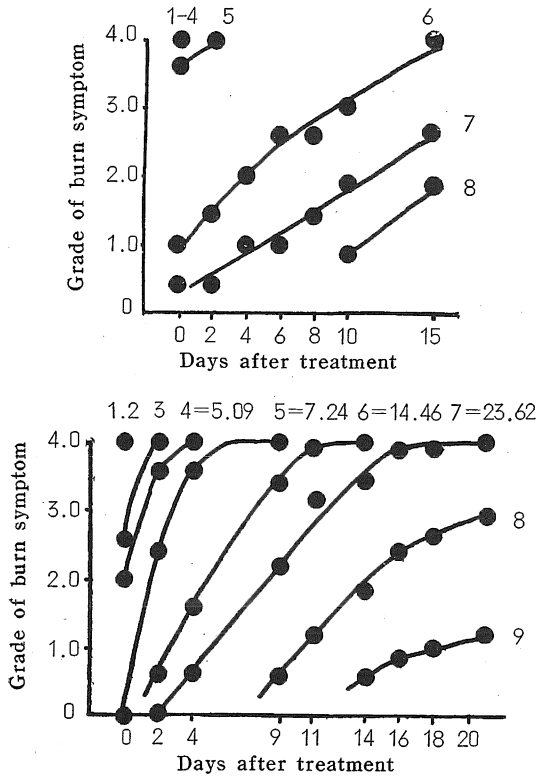 1-4 5 6
4.0
3.0
2.0
1.0
0
7
8
Grade of burn symptom
0 2 4 6 8 10 15
Days after treatment
1.2 3 4=5.09 5=7.24 6=14.46 7=23.62
4.0
3.0
2.0
1.0
0
8
9
Grade of burn symptom
0 2 4 9 11 14 16 18 20
Days after treatment